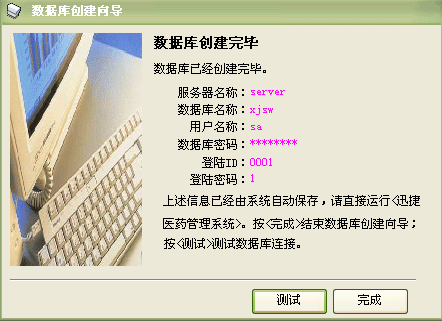 数据库创建向导
数据库创建完毕
数据库已经创建完毕。
服务器名称：server
数据库名称：xjsw
用户名称：sa
数据库密码：********
登陆ID：0001
登陆密码：1
上述信息已经由系统自动保存，请直接运行<迅捷
医药管理系统>。按<完成>结束数据库创建向导；
按<测试>测试数据库连接。
测试
完成